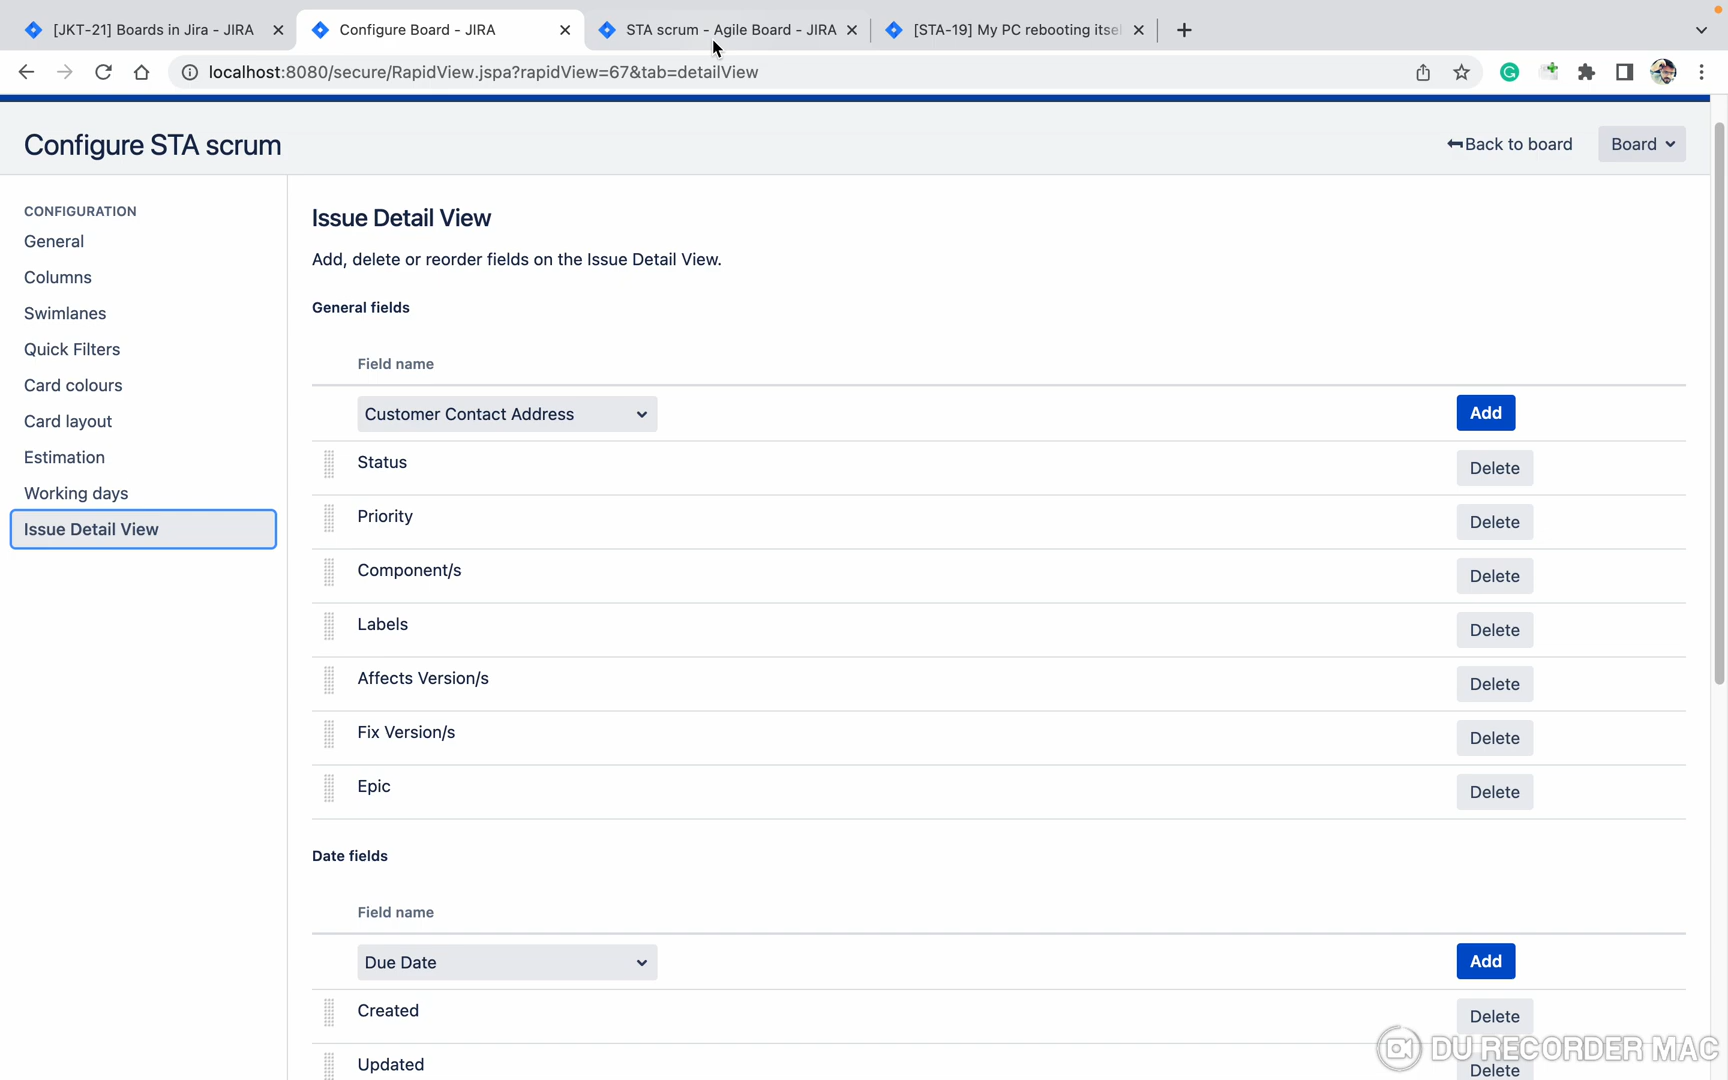 [JKT-21] Boards in Jira - JIRA
Configure Board - JIRA
STA scrum - Agile Board - JIRA
[STA-19] My PC rebooting itse
localhost:8080/secure/RapidView.jspa?rapidView=67&tab=detailView
Configure STA scrum
Back to board
Board
CONFIGURATION
General
Columns
Swimlanes
Quick Filters
Card colours
Card layout
Estimation
Working days
Issue Detail View
Issue Detail View
Add, delete or reorder fields on the Issue Detail View.
General fields
Field name
Customer Contact Address
Add
Status
Delete
Priority
Delete
Component/s
Delete
Labels
Delete
Affects Version/s
Delete
Fix Version/s
Delete
Epic
Delete
Date fields
Field name
Due Date
Add
Created
Delete
Updated
Delete
DU RECORDER MAC